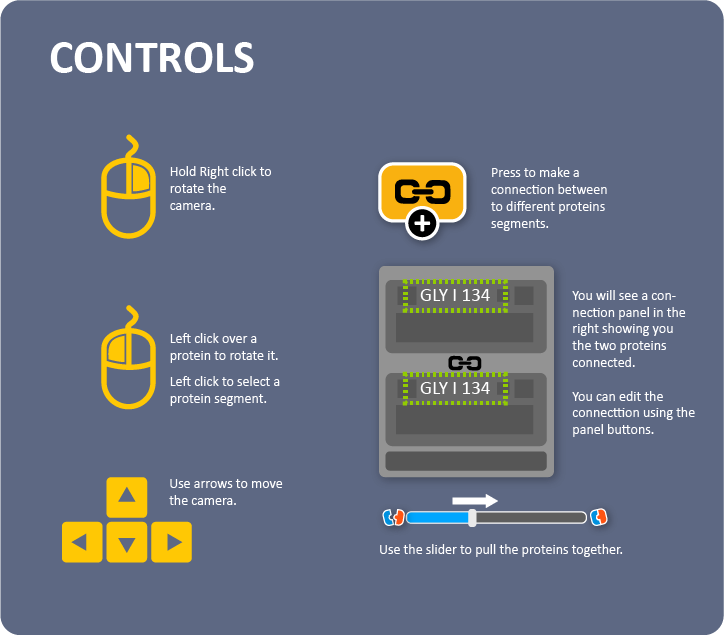 CONTROLS
Hold Right click to
rotate the
camera.
Left click over a
protein to rotate it.
Left click to select a
protein segment.
Use arrows to move
the camera.
Press to make a
connection between
to different proteins
segments.
GLY I 134
GLY I 134
You will see a con-
nection panel in the
right showing you
the two proteins
connected.
You can edit the
connecttion using the
panel buttons.
Use the slider to pull the proteins together.